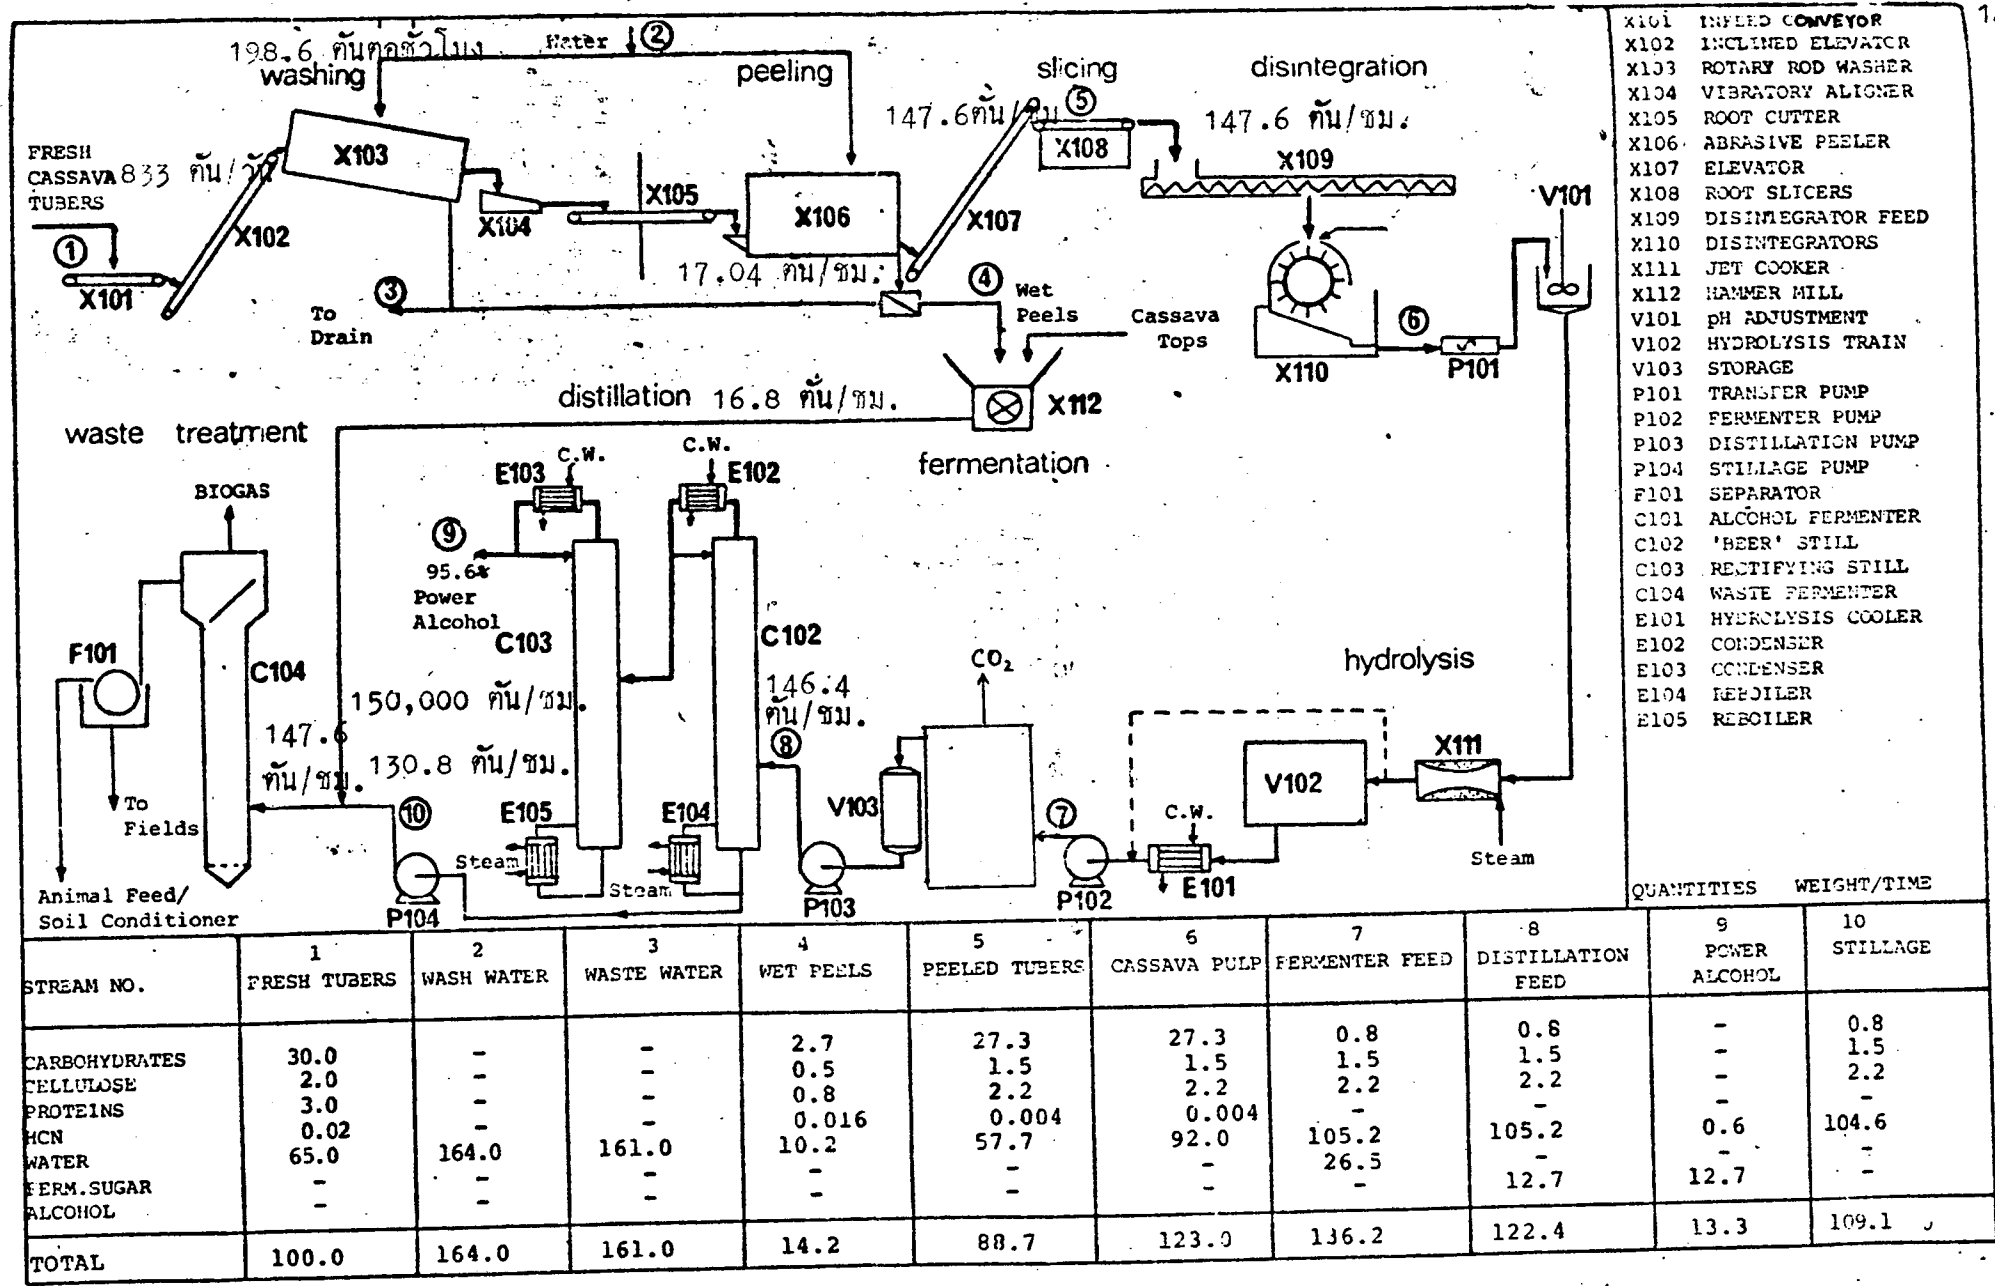 198.6 ตันต่อชั่วโมง
Water
2
washing
peeling
slicing
disintegration
147.6 ตัน/ชม
5
147.6 ตัน/ชม.
FRESH
CASSAVA 833 ตัน/วัน
TUBERS
X103
X108
X109
V101
1
X102
X104
X105
X106
X107
X101
17.04 ตน/ชม.
3
To
Drain
4
Wet
Peels
Cassava
Tops
6
X110
P101
distillation 16.8 ตัน/ชม.
X112
waste treatment
fermentation
BIOGAS
E103
C.W.
C.W.
E102
9
95.6%
Power
Alcohol
C103
C102
F101
C104
CO₂
hydrolysis
150,000 ตัน/ชม.
146.4
ตัน/ชม.
8
147.6
ตัน/ชม.
130.8 ตัน/ชม.
X111
V102
V103
To
Fields
10
E105
E104
7
C.W.
Steam
Steam
Steam
E101
Animal Feed/
Soil Conditioner
P104
P103
P102
X101 INFEED CONVEYOR
X102 INCLINED ELEVATOR
X103 ROTARY ROD WASHER
X104 VIBRATORY ALIGNER
X105 ROOT CUTTER
X106 ABRASIVE PEELER
X107 ELEVATOR
X108 ROOT SLICERS
X109 DISINTEGRATOR FEED
X110 DISINTEGRATORS
X111 JET COOKER
X112 HAMMER MILL
V101 pH ADJUSTMENT
V102 HYDROLYSIS TRAIN
V103 STORAGE
P101 TRANSFER PUMP
P102 FERMENTER PUMP
P103 DISTILLATION PUMP
P104 STILLAGE PUMP
F101 SEPARATOR
C101 ALCOHOL FERMENTER
C102 'BEER' STILL
C103 RECTIFYING STILL
C104 WASTE FERMENTER
E101 HYDROLYSIS COOLER
E102 CONDENSER
E103 CONDENSER
E104 REBOILER
E105 REBOILER
QUANTITIES WEIGHT/TIME
1 2 3 4 5 6 7 8 9 10
STREAM NO. FRESH TUBERS WASH WATER WASTE WATER WET PEELS PEELED TUBERS CASSAVA PULP FERMENTER FEED DISTILLATION FEED POWER ALCOHOL STILLAGE
CARBOHYDRATES 30.0 - - 2.7 27.3 27.3 0.8 0.8 - 0.8
CELLULOSE 2.0 - - 0.5 1.5 1.5 1.5 1.5 - 1.5
PROTEINS 3.0 - - 0.8 2.2 2.2 2.2 2.2 - 2.2
HCN 0.02 - - 0.016 0.004 0.004 - - - -
WATER 65.0 164.0 161.0 10.2 57.7 92.0 105.2 105.2 0.6 104.6
FERM.SUGAR - - - - - - 26.5 - - -
ALCOHOL - - - - - - 12.7 12.7 -
TOTAL 100.0 164.0 161.0 14.2 88.7 123.0 136.2 122.4 13.3 109.1